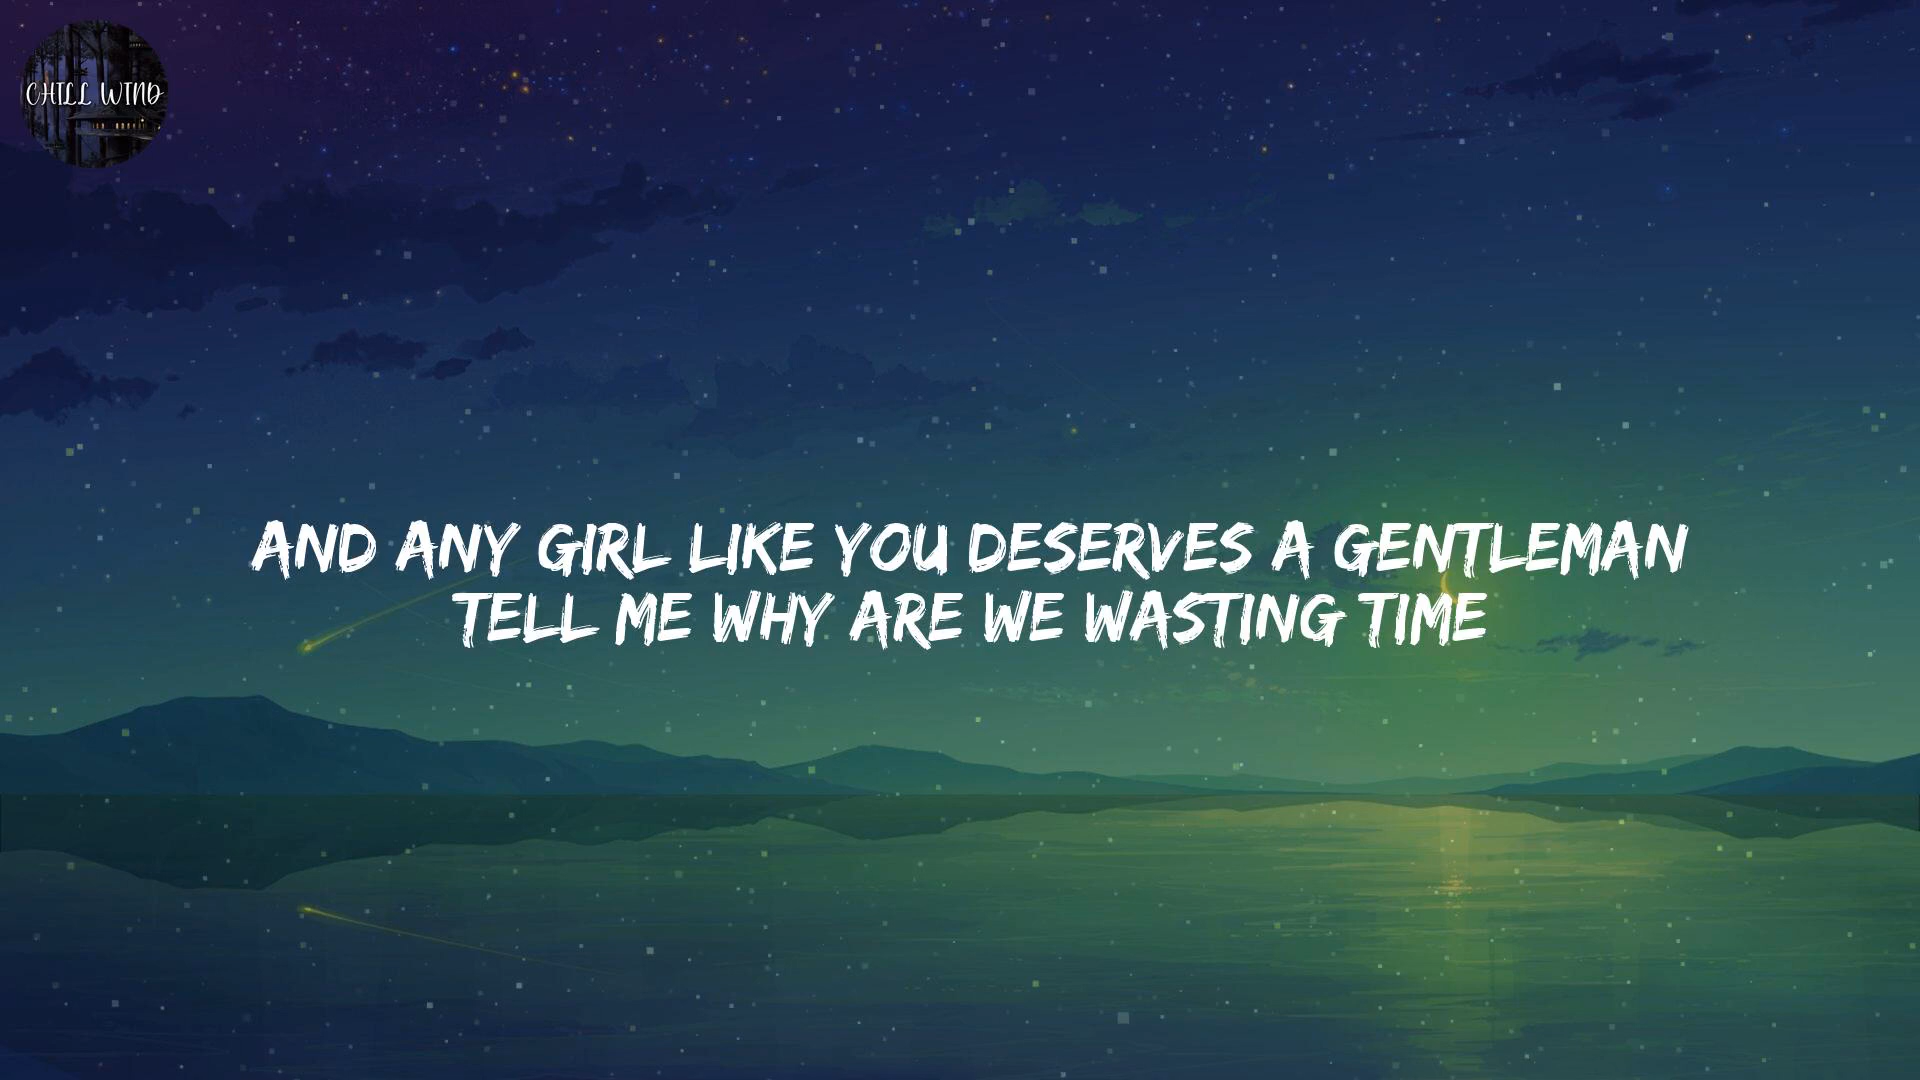 CHILL WIND
AND ANY GIRL LIKE YOU DESERVES A GENTLEMAN
TELL ME WHY ARE WE WASTING TIME